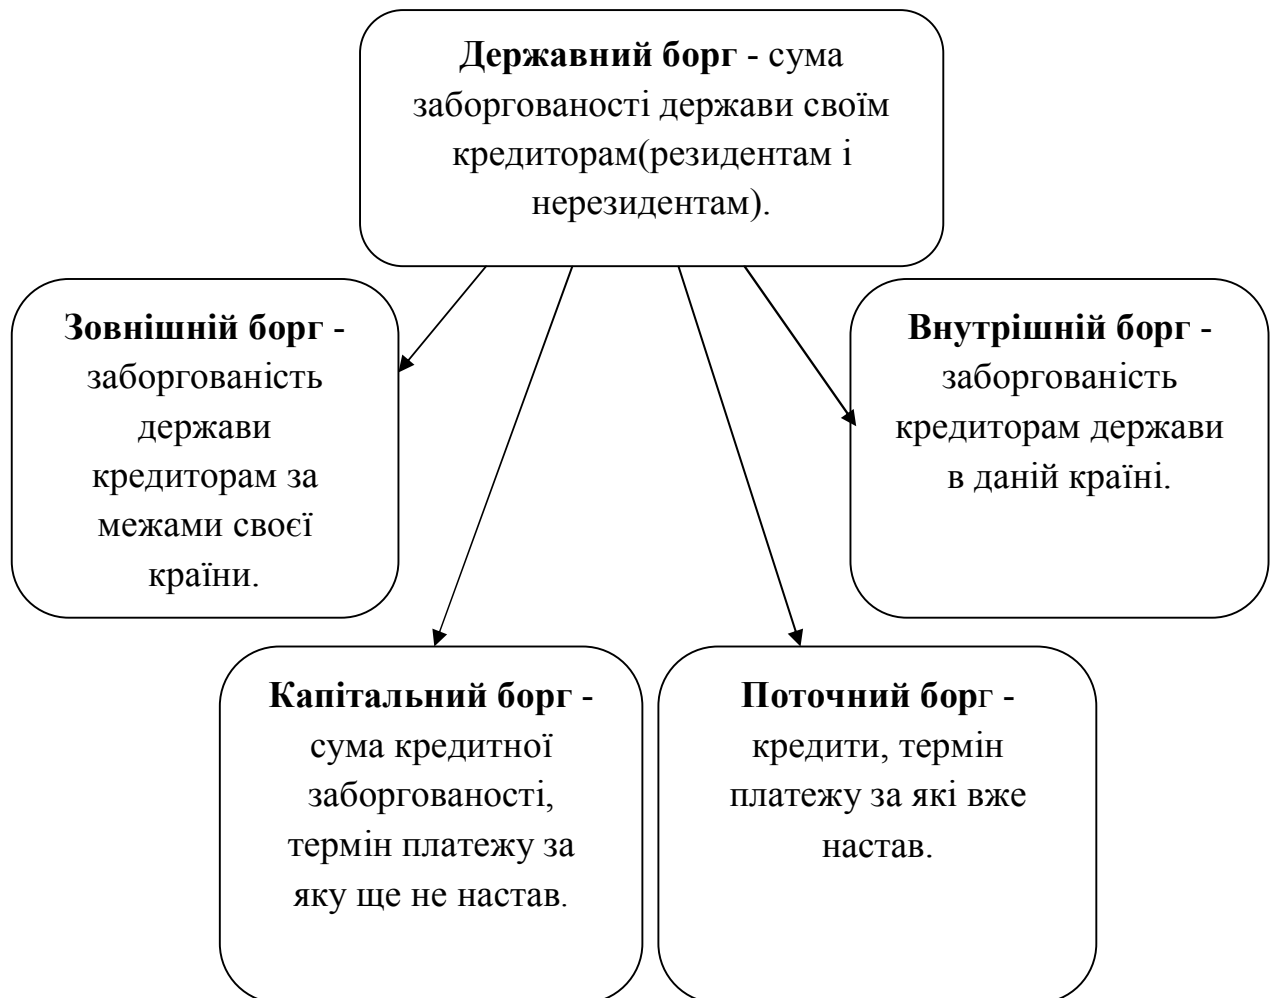 Державний борг - сума
заборгованості держави своїм
кредиторам(резидентам і
нерезидентам).
Зовнішній борг -
заборгованість
держави
кредиторам за
межами своєї
країни.
Внутрішній борг -
заборгованість
кредиторам держави
в даній країні.
Капітальний борг -
сума кредитної
заборгованості,
термін платежу за
яку ще не настав.
Поточний борг -
кредити, термін
платежу за які вже
настав.